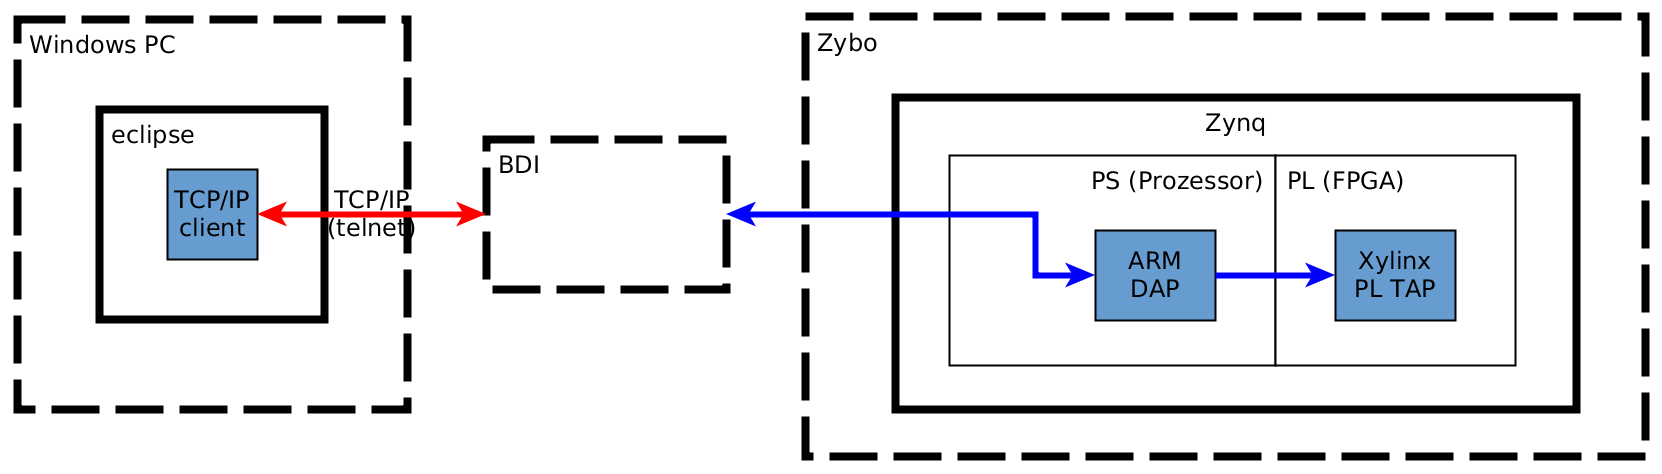 Windows PC
eclipse
TCP/IP
client
TCP/IP
(telnet)
BDI
Zybo
Zynq
PS (Prozessor)
PL (FPGA)
ARM
DAP
Xylinx
PL TAP